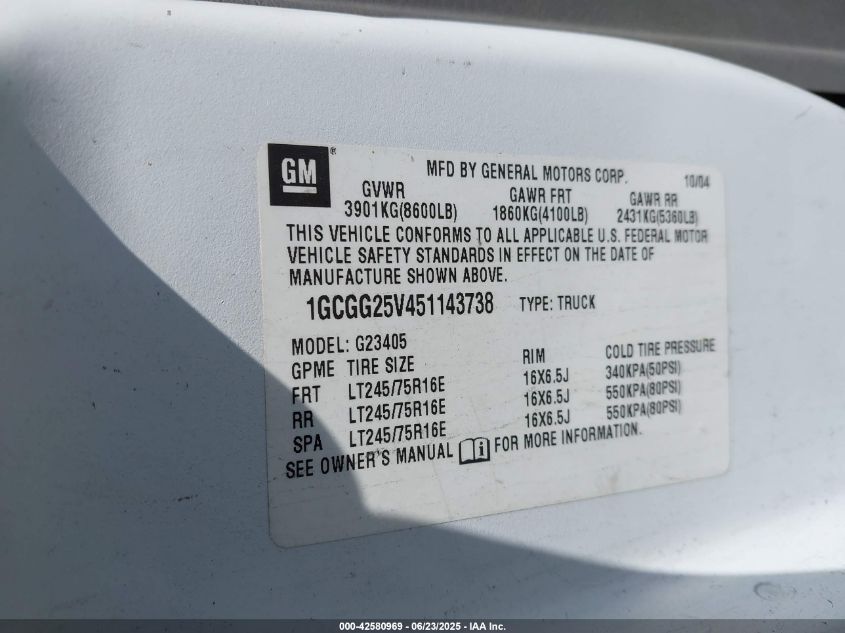 GM ®
MFD BY GENERAL MOTORS CORP. 10/04
GVWR GAWR FRT GAWR RR
3901KG(8600LB) 1860KG(4100LB) 2431KG(5360LB)
THIS VEHICLE CONFORMS TO ALL APPLICABLE U.S. FEDERAL MOTOR
VEHICLE SAFETY STANDARDS IN EFFECT ON THE DATE OF
MANUFACTURE SHOWN ABOVE.
1GCGG25V451143738 TYPE: TRUCK
MODEL: G23405
GPME TIRE SIZE RIM COLD TIRE PRESSURE
FRT LT245/75R16E 16X6.5J 340KPA(50PSI)
RR LT245/75R16E 16X6.5J 550KPA(80PSI)
SPA LT245/75R16E 16X6.5J 550KPA(80PSI)
SEE OWNER'S MANUAL i FOR MORE INFORMATION.
000-42580969 - 06/23/2025 - IAA Inc.